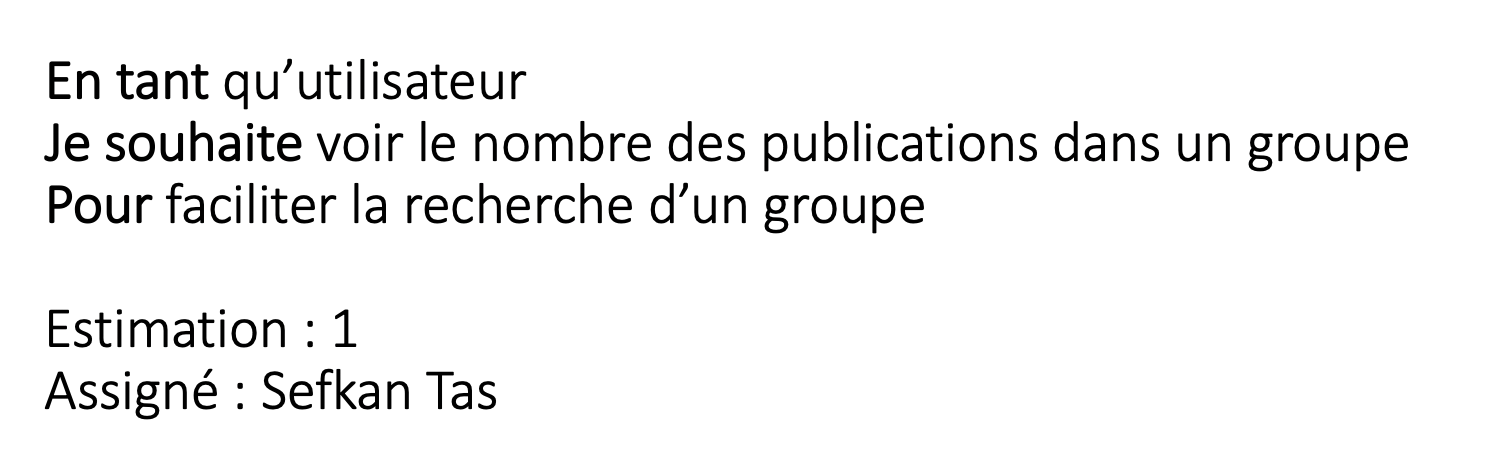 En tant qu’utilisateur
Je souhaite voir le nombre des publications dans un groupe
Pour faciliter la recherche d’un groupe
Estimation : 1
Assigné : Sefkan Tas